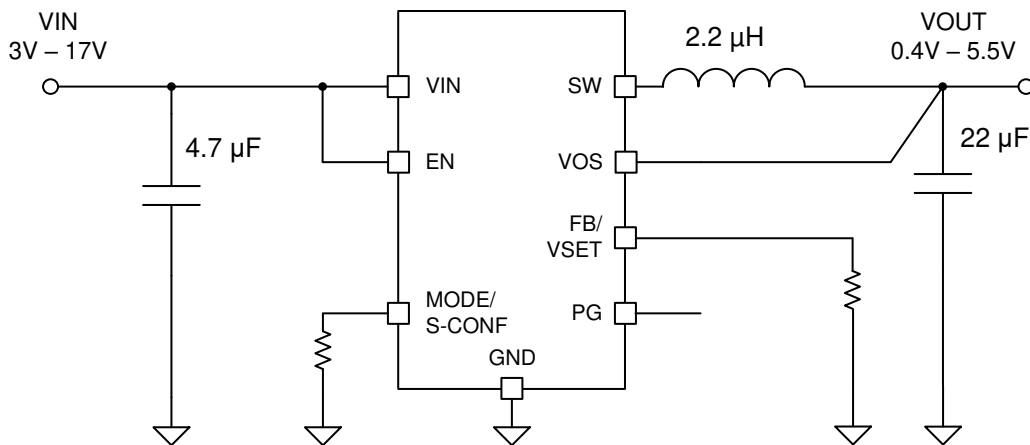 VIN
3V – 17V
4.7 µF
VIN
EN
MODE/
S-CONF
GND
SW
VOS
FB/
VSET
PG
2.2 µH
VOUT
0.4V – 5.5V
22 µF